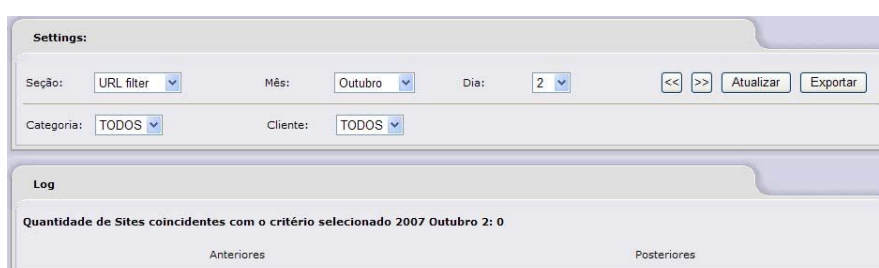 Settings:
Seção: URL filter Mês: Outubro Dia: 2 << >> Atualizar Exportar
Categoria: TODOS Cliente: TODOS
Log
Quantidade de Sites coincidentes com o critério selecionado 2007 Outubro 2: 0
Anteriores Posteriores